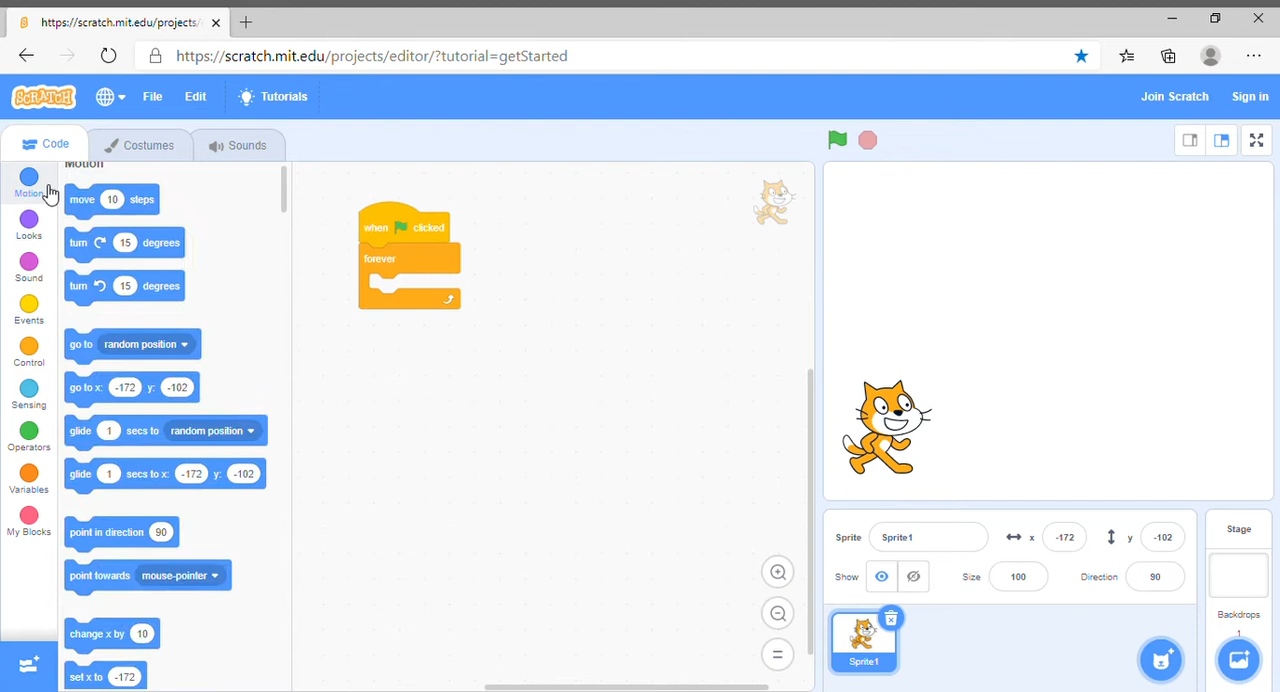 https://scratch.mit.edu/projects/
https://scratch.mit.edu/projects/editor/?tutorial=getStarted
SCRATCH File Edit Tutorials Join Scratch Sign in
Code Costumes Sounds
Motion
Looks
Sound
Events
Control
Sensing
Operators
Variables
My Blocks
Motion
move 10 steps
turn 15 degrees
turn 15 degrees
go to random position
go to x: -172 y: -102
glide 1 secs to random position
glide 1 secs to x: -172 y: -102
point in direction 90
point towards mouse-pointer
change x by 10
set x to -172
when clicked
forever
Sprite Sprite1 x -172 y -102
Show Size 100 Direction 90
Sprite1
Stage
Backdrops
1